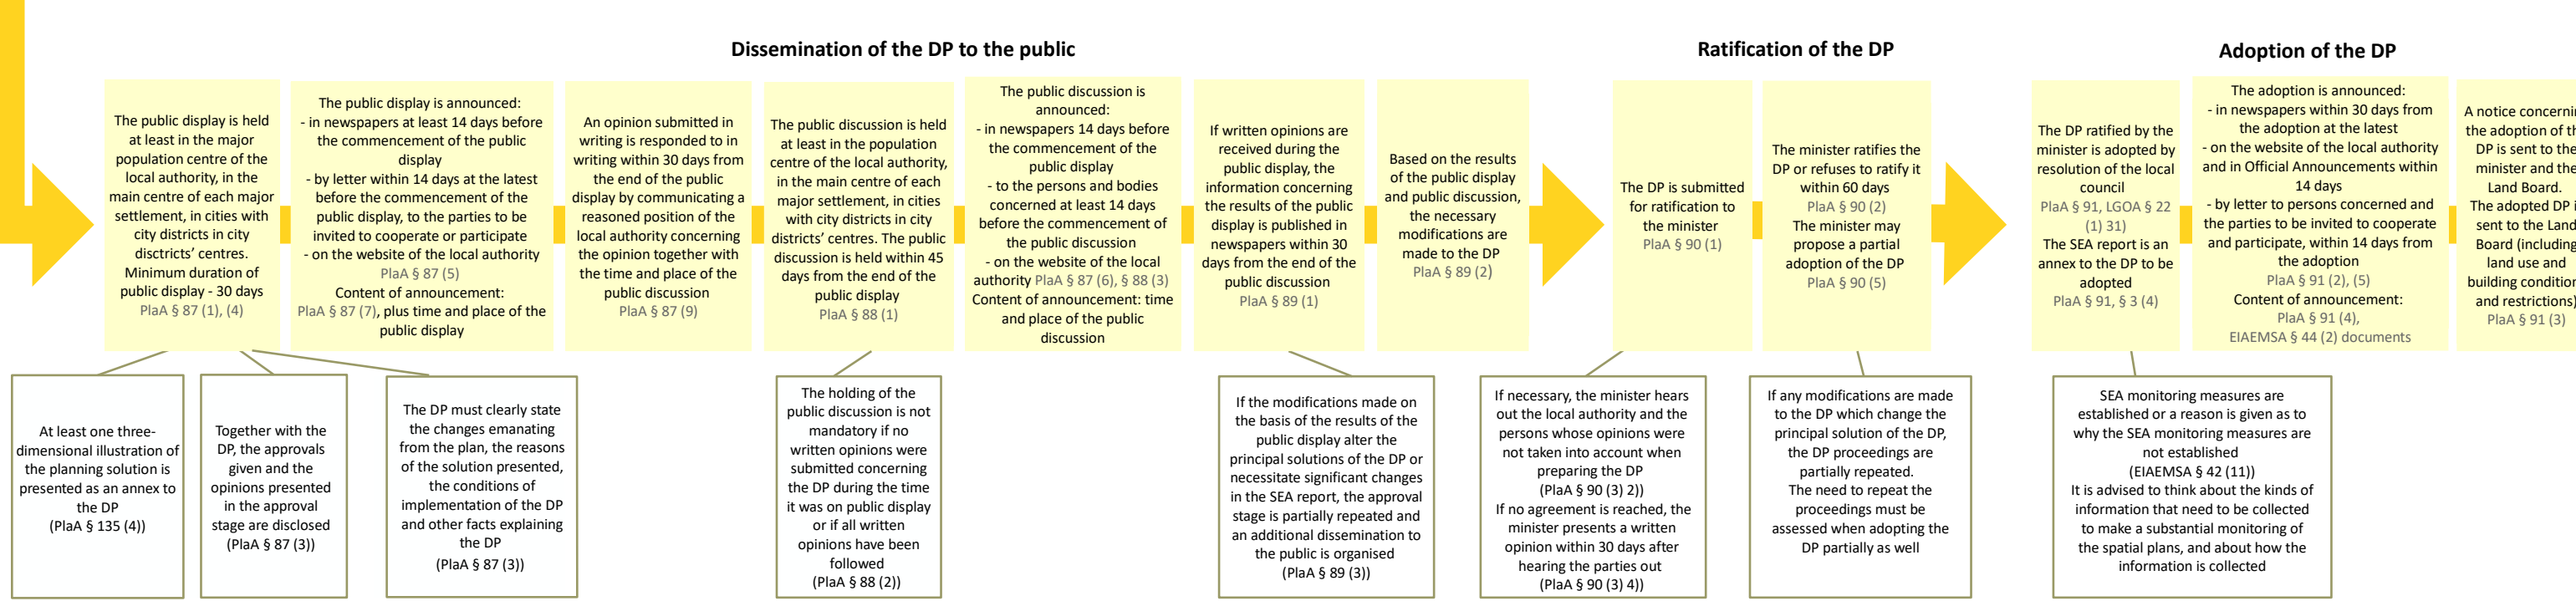 Dissemination of the DP to the public
Ratification of the DP
Adoption of the DP
The public display is held
at least in the major
population centre of the
local authority, in the
main centre of each major
settlement, in cities with
city districts in city
disctricts’ centres.
Minimum duration of
public display - 30 days
PlaA § 87 (1), (4)
The public display is announced:
- in newspapers at least 14 days before
the commencement of the public
display
- by letter within 14 days at the latest
before the commencement of the
public display, to the parties to be
invited to cooperate or participate
- on the website of the local authority
PlaA § 87 (5)
Content of announcement:
PlaA § 87 (7), plus time and place of the
public display
An opinion submitted in
writing is responded to in
writing within 30 days from
the end of the public
display by communicating a
reasoned position of the
local authority concerning
the opinion together with
the time and place of the
public discussion
PlaA § 87 (9)
The public discussion is held
at least in the population
centre of the local authority,
in the main centre of each
major settlement, in cities
with city districts in city
districts’ centres. The public
discussion is held within 45
days from the end of the
public display
PlaA § 88 (1)
The public discussion is
announced:
- in newspapers 14 days before
the commencement of the
public display
- to the persons and bodies
concerned at least 14 days
before the commencement of
the public discussion
- on the website of the local
authority PlaA § 87 (6), § 88 (3)
Content of announcement: time
and place of the public
discussion
If written opinions are
received during the
public display, the
information concerning
the results of the public
display is published in
newspapers within 30
days from the end of the
public discussion
PlaA § 89 (1)
Based on the results
of the public display
and public discussion,
the necessary
modifications are
made to the DP
PlaA § 89 (2)
The DP is submitted
for ratification to
the minister
PlaA § 90 (1)
The minister ratifies the
DP or refuses to ratify it
within 60 days
PlaA § 90 (2)
The minister may
propose a partial
adoption of the DP
PlaA § 90 (5)
The DP ratified by the
minister is adopted by
resolution of the local
council
PlaA § 91, LGOA § 22
(1) 31)
The SEA report is an
annex to the DP to be
adopted
PlaA § 91, § 3 (4)
The adoption is announced:
- in newspapers within 30 days from
the adoption at the latest
- on the website of the local authority
and in Official Announcements within
14 days
- by letter to persons concerned and
the parties to be invited to cooperate
and participate, within 14 days from
the adoption
PlaA § 91 (2), (5)
Content of announcement:
PlaA § 91 (4),
EIAEMSA § 44 (2) documents
A notice concerni
the adoption of th
DP is sent to the
minister and the
Land Board.
The adopted DP i
sent to the Land
Board (including
land use and
building condition
and restrictions)
PlaA § 91 (3)
At least one three-
dimensional illustration of
the planning solution is
presented as an annex to
the DP
(PlaA § 135 (4))
Together with the
DP, the approvals
given and the
opinions presented
in the approval
stage are disclosed
(PlaA § 87 (3))
The DP must clearly state
the changes emanating
from the plan, the reasons
of the solution presented,
the conditions of
implementation of the DP
and other facts explaining
the DP
(PlaA § 87 (3))
The holding of the
public discussion is not
mandatory if no
written opinions were
submitted concerning
the DP during the time
it was on public display
or if all written
opinions have been
followed
(PlaA § 88 (2))
If the modifications made on
the basis of the results of the
public display alter the
principal solutions of the DP or
necessitate significant changes
in the SEA report, the approval
stage is partially repeated and
an additional dissemination to
the public is organised
(PlaA § 89 (3))
If necessary, the minister hears
out the local authority and the
persons whose opinions were
not taken into account when
preparing the DP
(PlaA § 90 (3) 2))
If no agreement is reached, the
minister presents a written
opinion within 30 days after
hearing the parties out
(PlaA § 90 (3) 4))
If any modifications are made
to the DP which change the
principal solution of the DP,
the DP proceedings are
partially repeated.
The need to repeat the
proceedings must be
assessed when adopting the
DP partially as well
SEA monitoring measures are
established or a reason is given as to
why the SEA monitoring measures are
not established
(EIAEMSA § 42 (11))
It is advised to think about the kinds of
information that need to be collected
to make a substantial monitoring of
the spatial plans, and about how the
information is collected